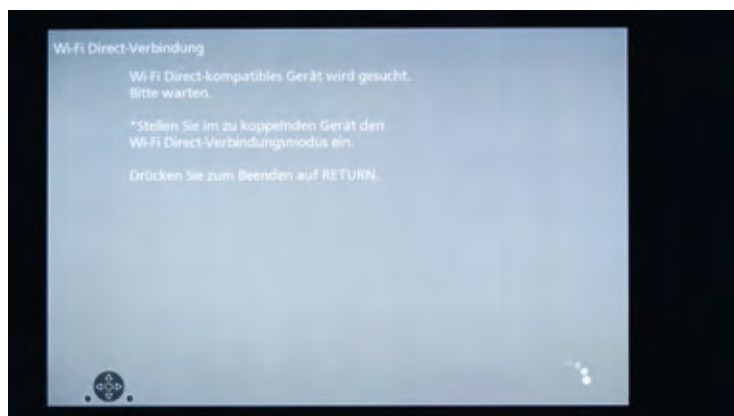 Wi-Fi Direct-Verbindung
Wi-Fi Direct-kompatibles Gerät wird gesucht.
Bitte warten.
*Stellen Sie im zu koppelnden Gerät den
Wi-Fi Direct-Verbindungsmodus ein.
Drücken Sie zum Beenden auf RETURN.